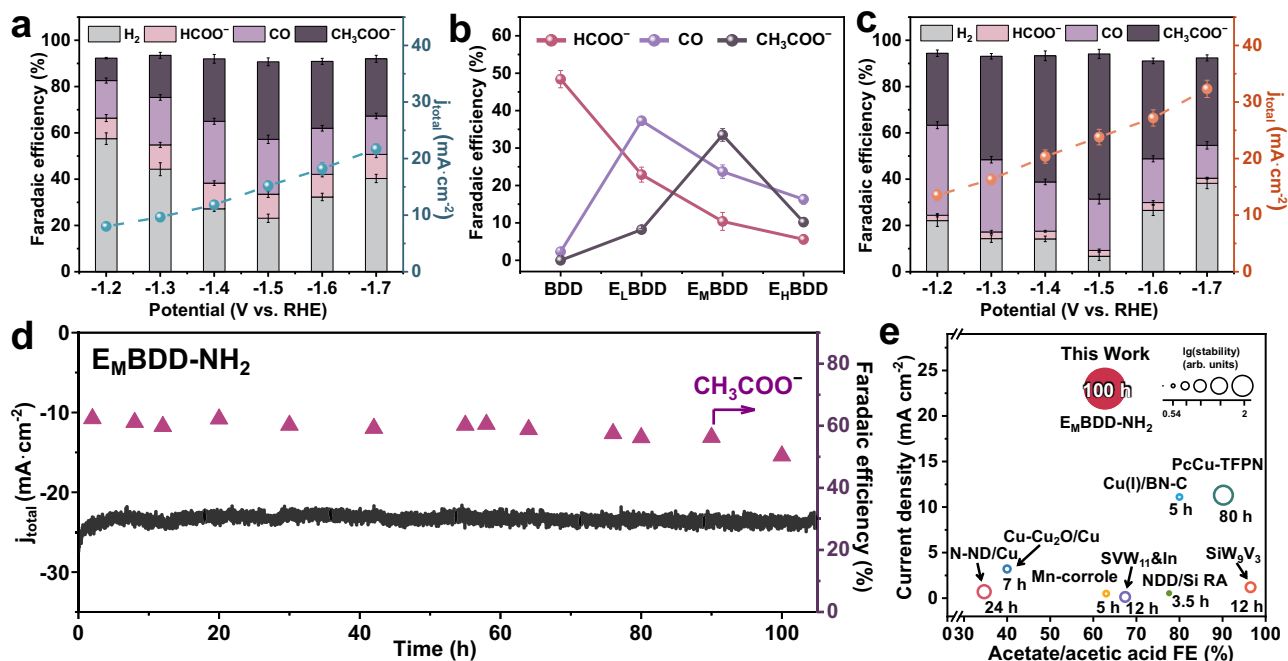 a
H₂ HCOO⁻ CO CH₃COO⁻
Faradaic efficiency (%)
100
80
60
40
20
0
-1.2 -1.3 -1.4 -1.5 -1.6 -1.7
Potential (V vs. RHE)
40
30
20
10
0
j_total (mA·cm⁻²)
b
HCOO⁻ CO CH₃COO⁻
Faradaic efficiency (%)
60
50
40
30
20
10
0
BDD E_LBDD E_MBDD E_HBDD
c
H₂ HCOO⁻ CO CH₃COO⁻
Faradaic efficiency (%)
100
80
60
40
20
0
-1.2 -1.3 -1.4 -1.5 -1.6 -1.7
Potential (V vs. RHE)
40
30
20
10
0
j_total (mA·cm⁻²)
d
E_MBDD-NH₂
CH₃COO⁻
j_total (mA·cm⁻²)
0
-10
-20
-30
0 20 40 60 80 100
Time (h)
80
60
40
20
0
Faradaic efficiency (%)
e
Current density (mA cm⁻²)
25
20
15
10
5
0
This Work
100 h
E_MBDD-NH₂
lg(stability)
(arb. units)
0.54 2
PcCu-TFPN
80 h
Cu(I)/BN-C
5 h
N-ND/Cu
24 h
Cu-Cu₂O/Cu
7 h
Mn-corrole
5 h
SVW₁₁&In
12 h
NDD/Si RA
3.5 h
SiW₉V₃
12 h
0 30 40 50 60 70 80 90 100
Acetate/acetic acid FE (%)